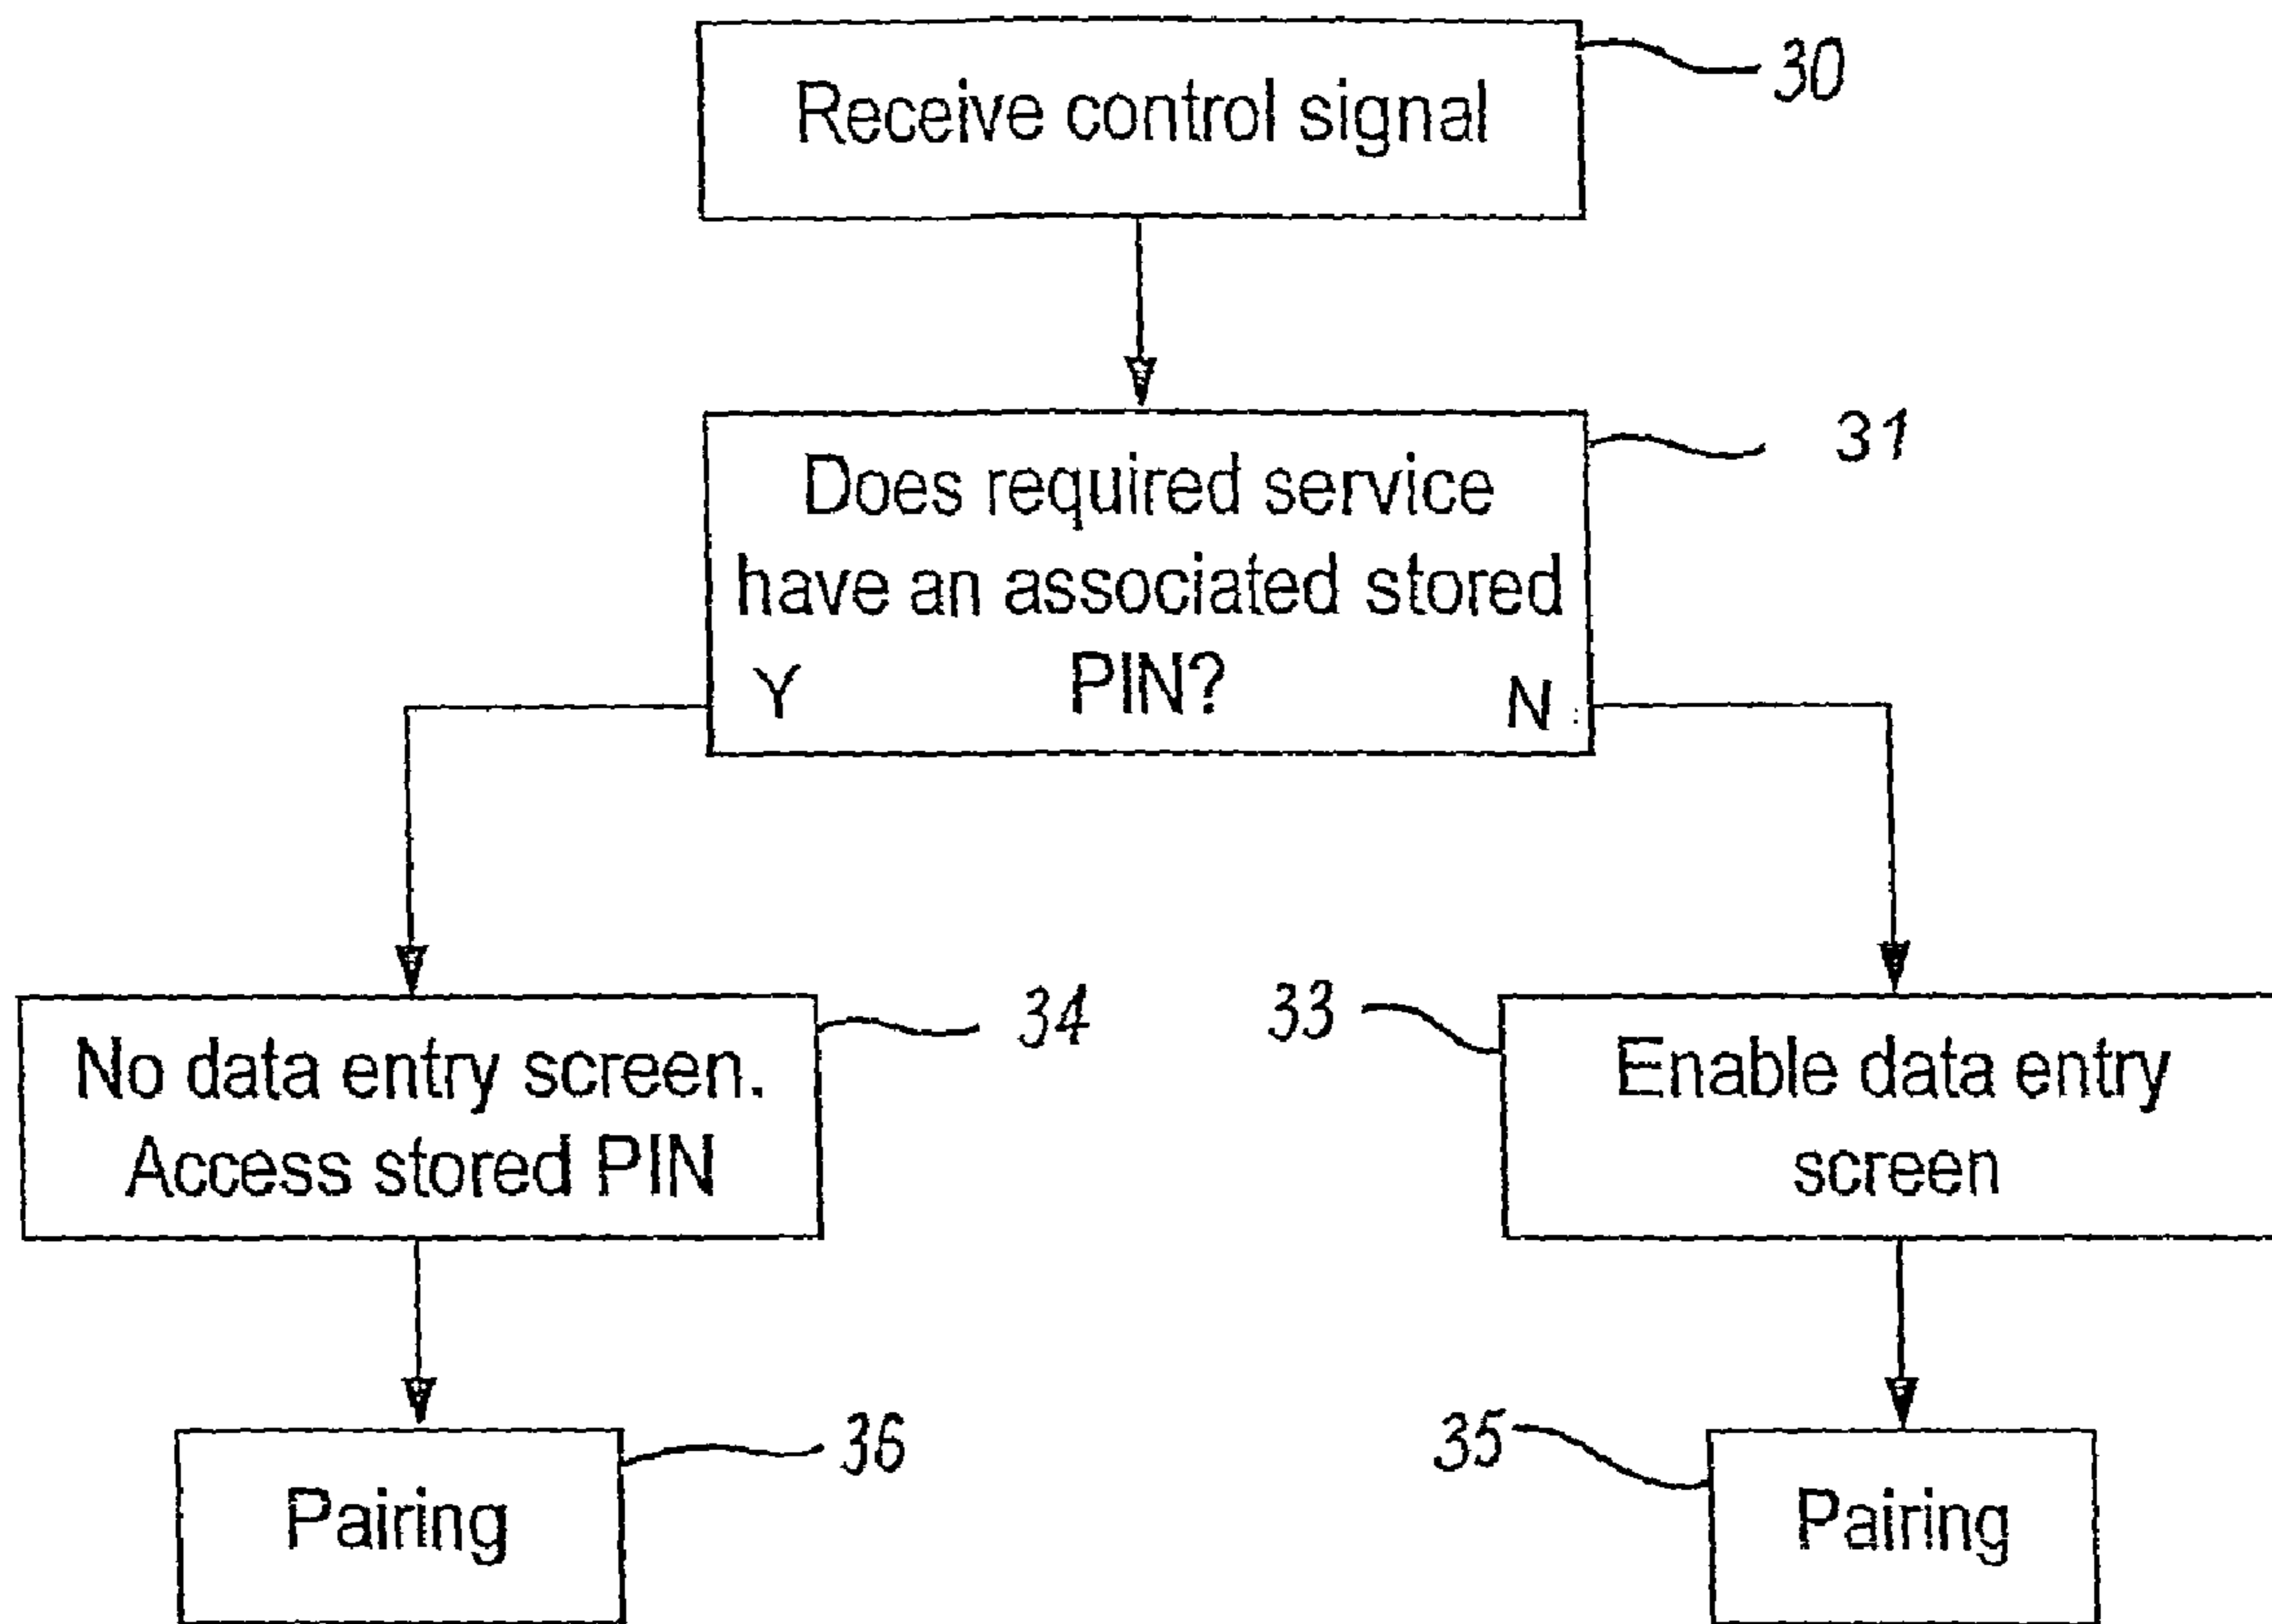 Receive control signal
30
Does required service
have an associated stored
PIN?
Y
N
31
No data entry screen.
Access stored PIN
34
33
Enable data entry
screen
Pairing
36
35
Pairing